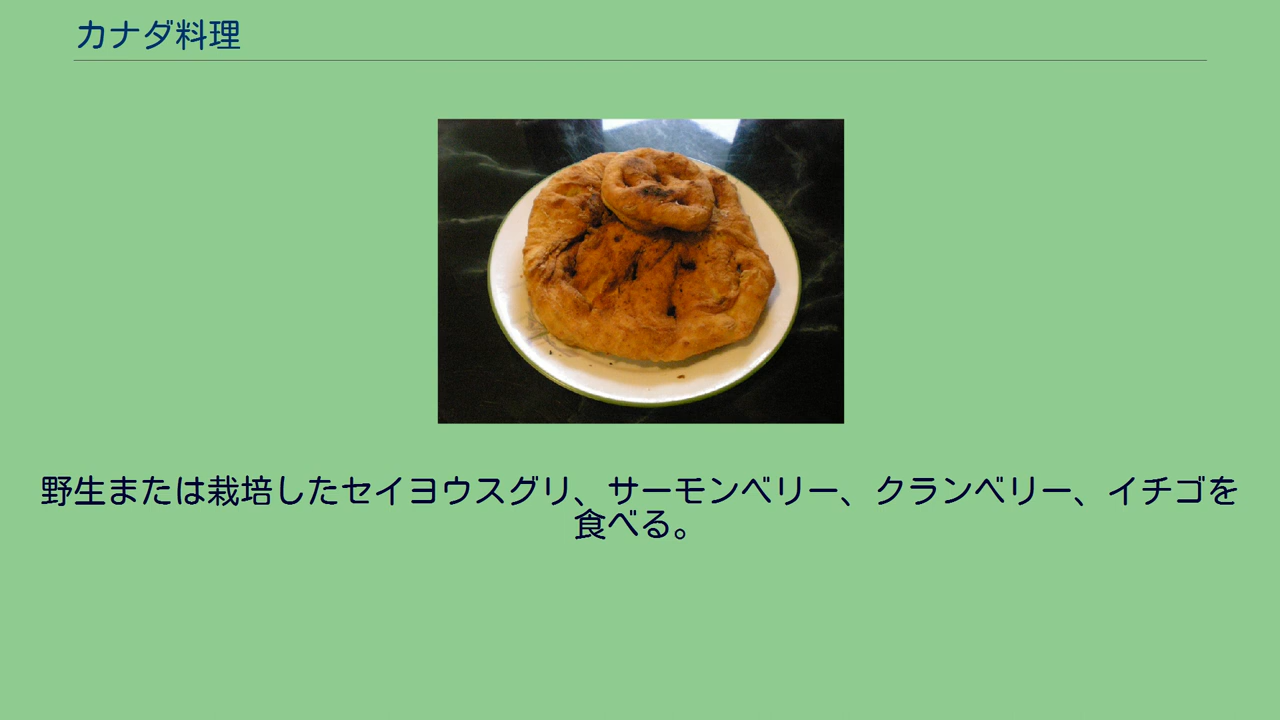 カナダ料理
野生または栽培したセイヨウスグリ、サーモンベリー、クランベリー、イチゴを
食べる。